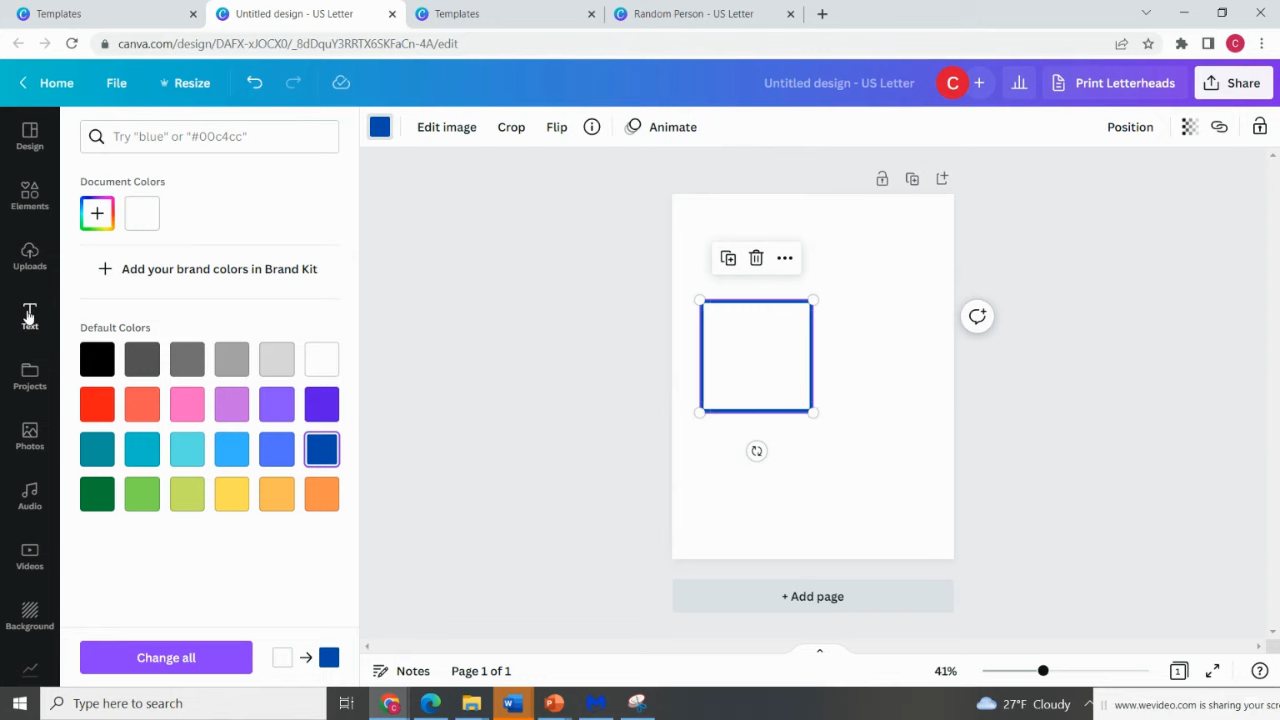 Templates
Untitled design - US Letter
Templates
Random Person - US Letter
canva.com/design/DAFX-xJOCX0/_8dDquY3RRTX6SKFaCn-4A/edit
C
Home
File
Resize
Untitled design - US Letter
C
Print Letterheads
Share
Edit image
Crop
Flip
Animate
Position
Design
Elements
Uploads
Text
Projects
Photos
Audio
Videos
Background
Try "blue" or "#00c4cc"
Document Colors
Add your brand colors in Brand Kit
Default Colors
Change all
+ Add page
Notes
Page 1 of 1
41%
1
Type here to search
27°F Cloudy
www.wevideo.com is sharing your scre